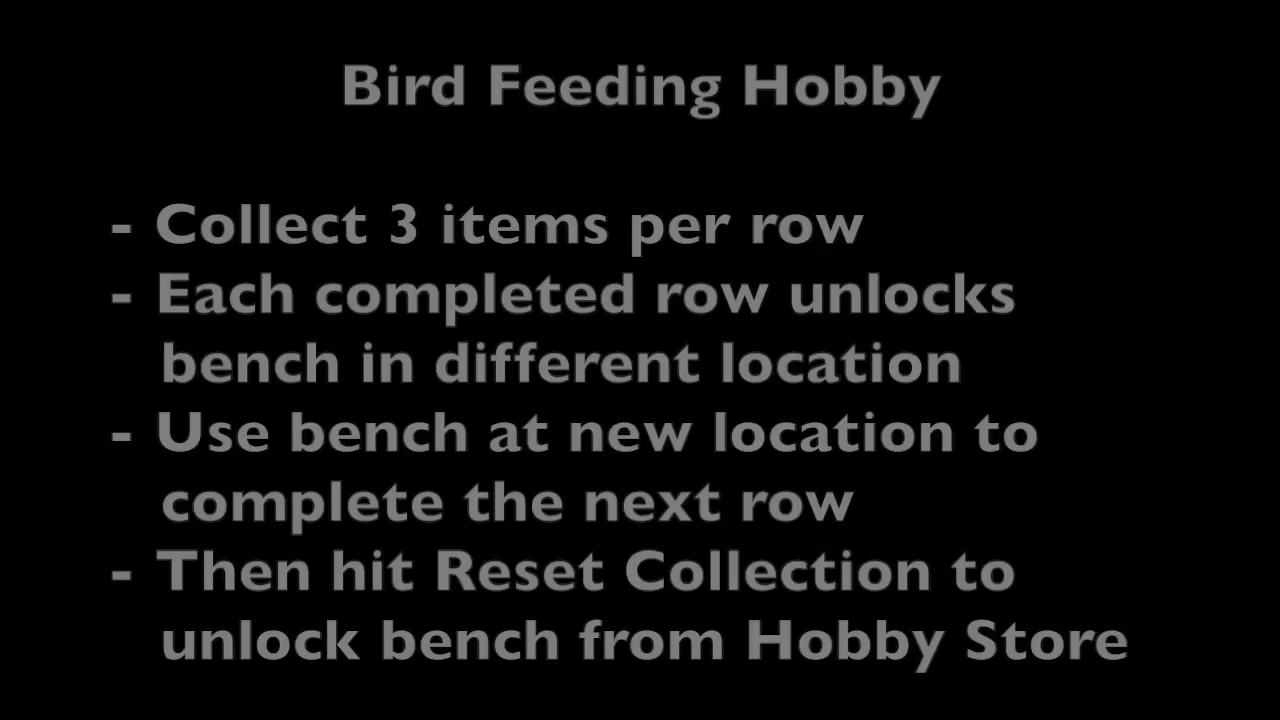 Bird Feeding Hobby
- Collect 3 items per row
- Each completed row unlocks
bench in different location
- Use bench at new location to
complete the next row
- Then hit Reset Collection to
unlock bench from Hobby Store